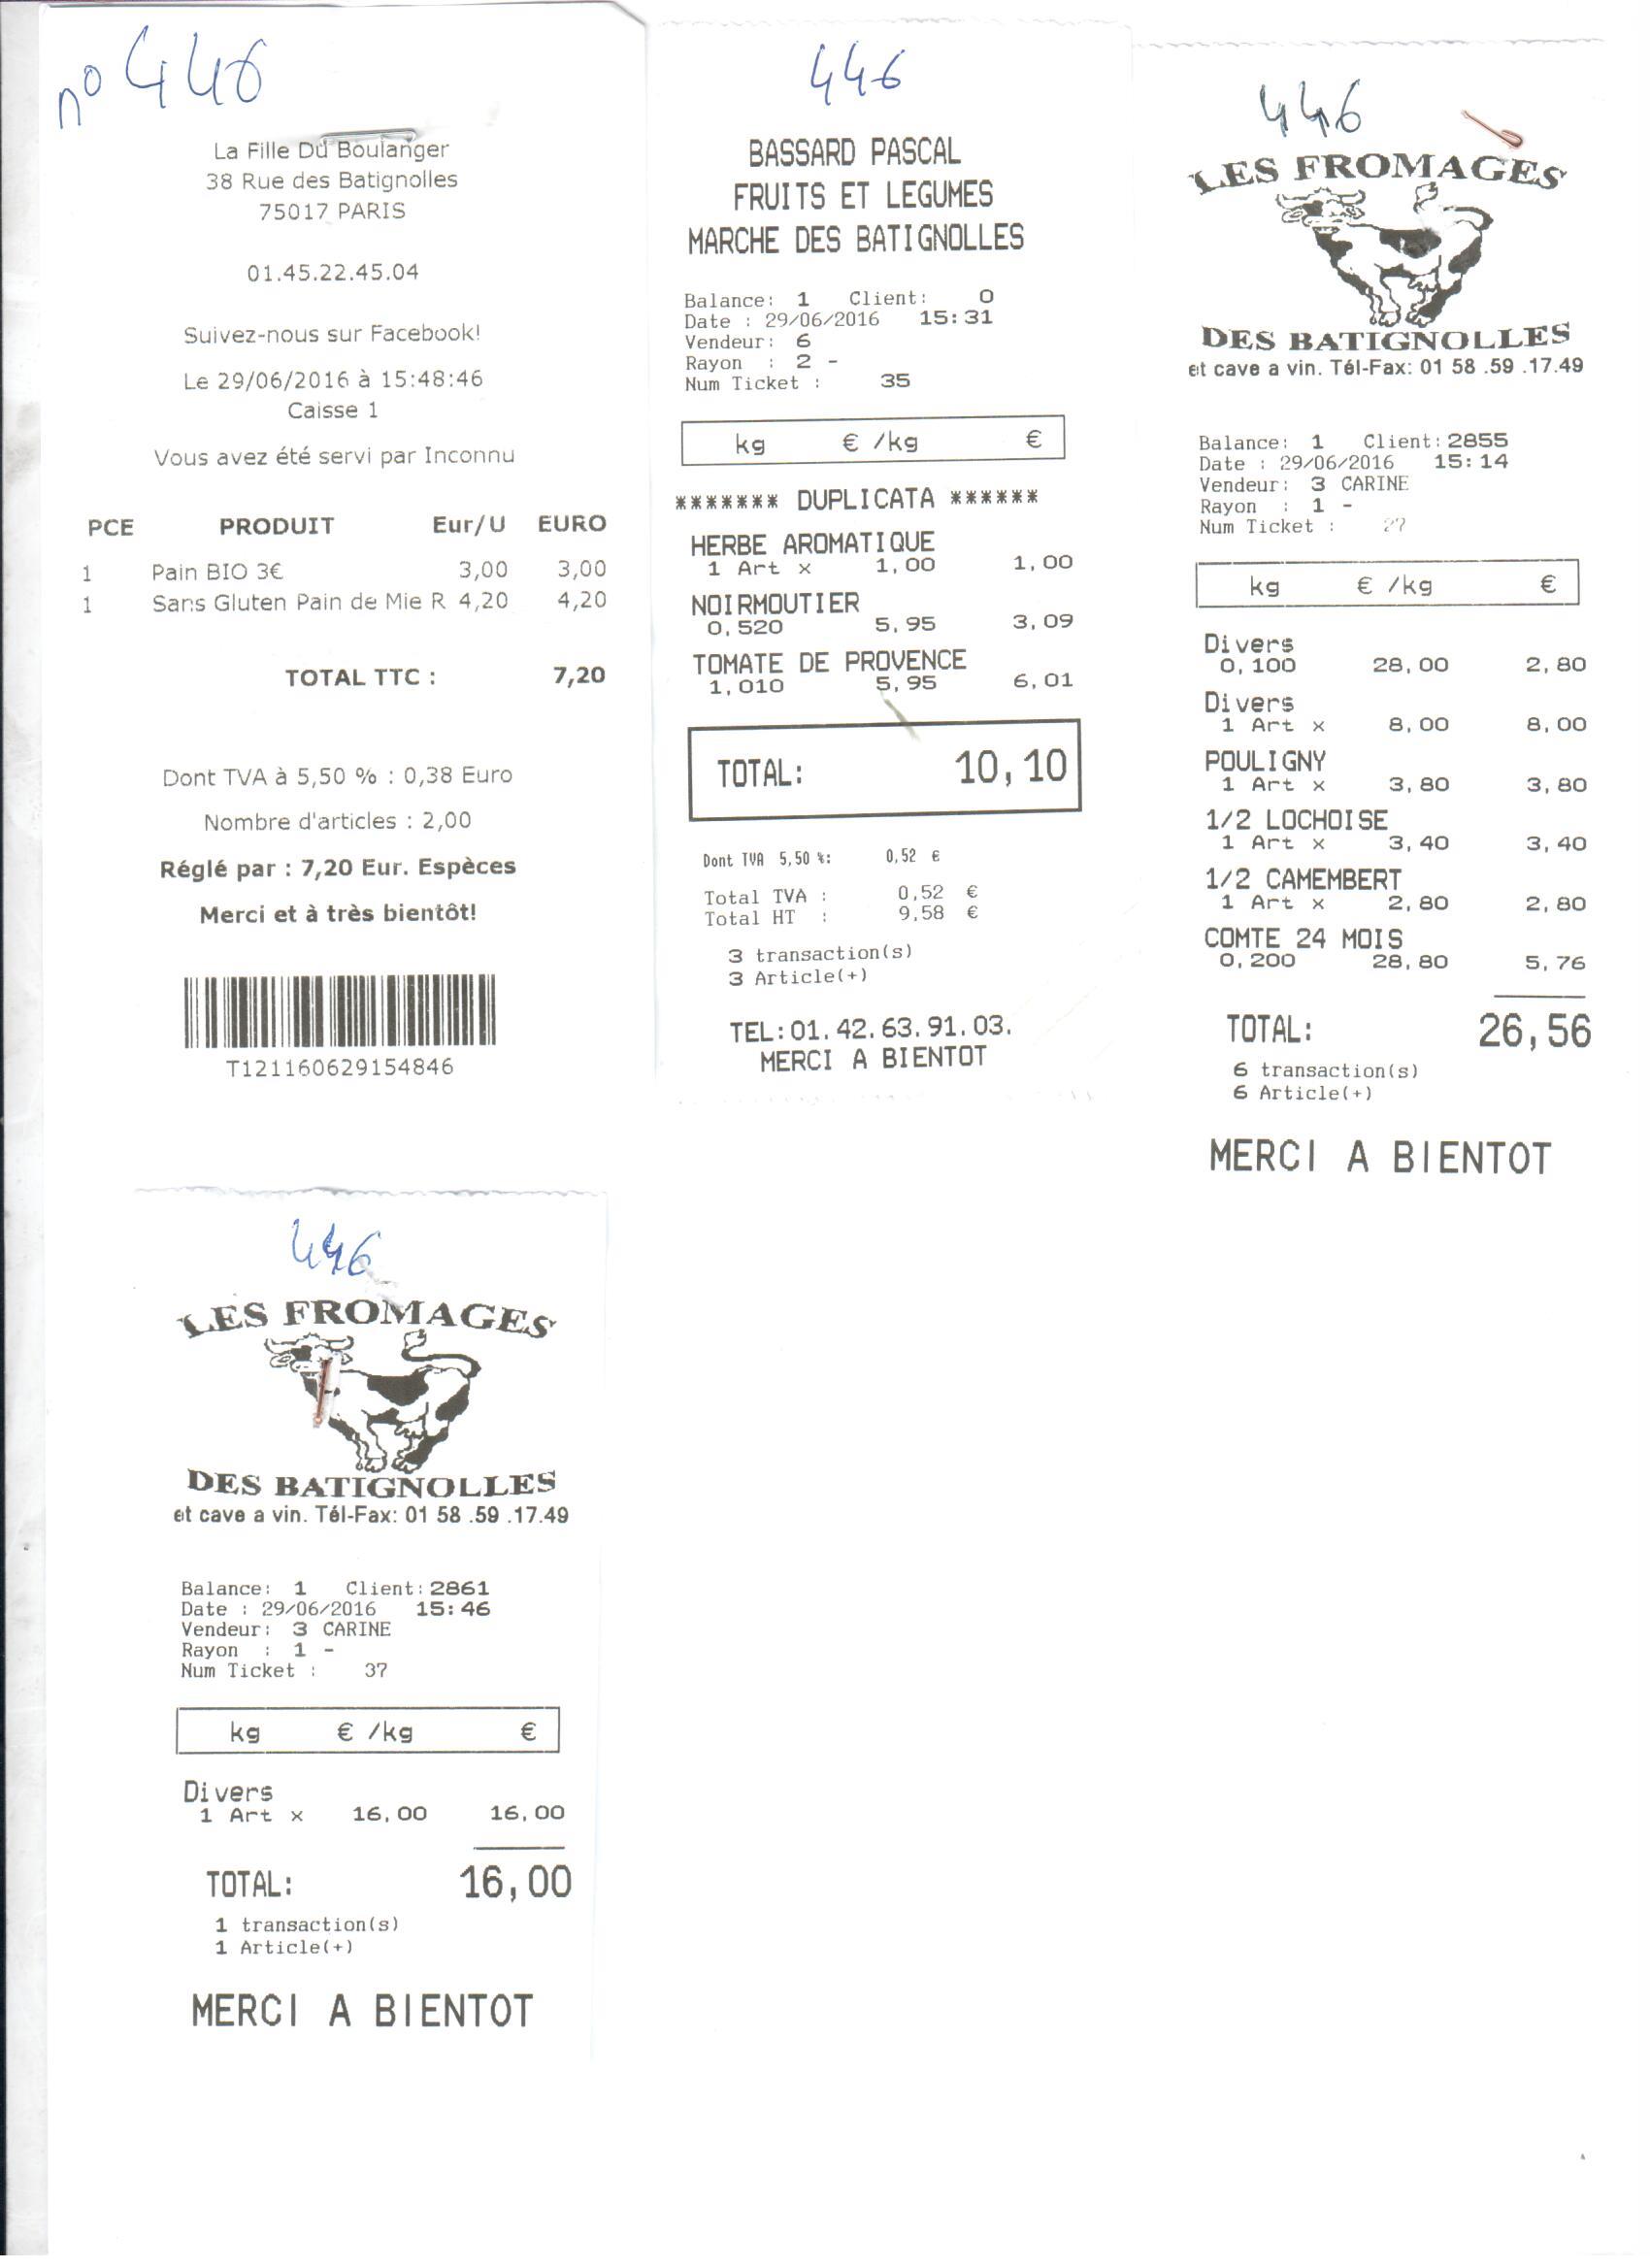 n° 446
La Fille Du Boulanger
38 Rue des Batignolles
75017 PARIS
01.45.22.45.04
Suivez-nous sur Facebook!
Le 29/06/2016 à 15:48:46
Caisse 1
Vous avez été servi par Inconnu
PCE PRODUIT Eur/U EURO
1 Pain BIO 3€ 3,00 3,00
1 Sans Gluten Pain de Mie R 4,20 4,20
TOTAL TTC : 7,20
Dont TVA à 5,50 % : 0,38 Euro
Nombre d'articles : 2,00
Réglé par : 7,20 Eur. Espèces
Merci et à très bientôt!
T121160629154846
446
BASSARD PASCAL
FRUITS ET LEGUMES
MARCHE DES BATIGNOLLES
Balance: 1 Client: 0
Date : 29/06/2016 15:31
Vendeur: 6
Rayon : 2 -
Num Ticket : 35
kg € /kg €
******* DUPLICATA ******
HERBE AROMATIQUE
1 Art x 1,00 1,00
NOIRMOUTIER
0,520 5,95 3,09
TOMATE DE PROVENCE
1,010 5,95 6,01
TOTAL: 10,10
Dont TVA 5,50 %: 0,52 €
Total TVA : 0,52 €
Total HT : 9,58 €
3 transaction(s)
3 Article(+)
TEL:01.42.63.91.03.
MERCI A BIENTOT
446
LES FROMAGES
DES BATIGNOLLES
et cave a vin. Tél-Fax: 01 58 .59 .17.49
Balance: 1 Client:2855
Date : 29/06/2016 15:14
Vendeur: 3 CARINE
Rayon : 1 -
Num Ticket : 27
kg € /kg €
Divers
0,100 28,00 2,80
Divers
1 Art x 8,00 8,00
POULIGNY
1 Art x 3,80 3,80
1/2 LOCHOISE
1 Art x 3,40 3,40
1/2 CAMEMBERT
1 Art x 2,80 2,80
COMTE 24 MOIS
0,200 28,80 5,76
TOTAL: 26,56
6 transaction(s)
6 Article(+)
MERCI A BIENTOT
446
LES FROMAGES
DES BATIGNOLLES
et cave a vin. Tél-Fax: 01 58 .59 .17.49
Balance: 1 Client:2861
Date : 29/06/2016 15:46
Vendeur: 3 CARINE
Rayon : 1 -
Num Ticket : 37
kg € /kg €
Divers
1 Art x 16,00 16,00
TOTAL: 16,00
1 transaction(s)
1 Article(+)
MERCI A BIENTOT